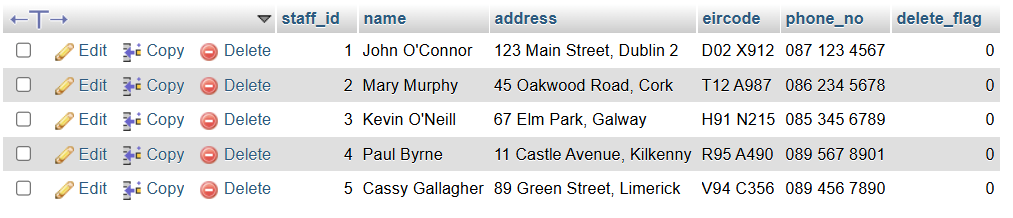 ←T→ staff_id name address eircode phone_no delete_flag
Edit Copy Delete 1 John O'Connor 123 Main Street, Dublin 2 D02 X912 087 123 4567 0
Edit Copy Delete 2 Mary Murphy 45 Oakwood Road, Cork T12 A987 086 234 5678 0
Edit Copy Delete 3 Kevin O'Neill 67 Elm Park, Galway H91 N215 085 345 6789 0
Edit Copy Delete 4 Paul Byrne 11 Castle Avenue, Kilkenny R95 A490 089 567 8901 0
Edit Copy Delete 5 Cassy Gallagher 89 Green Street, Limerick V94 C356 089 456 7890 0